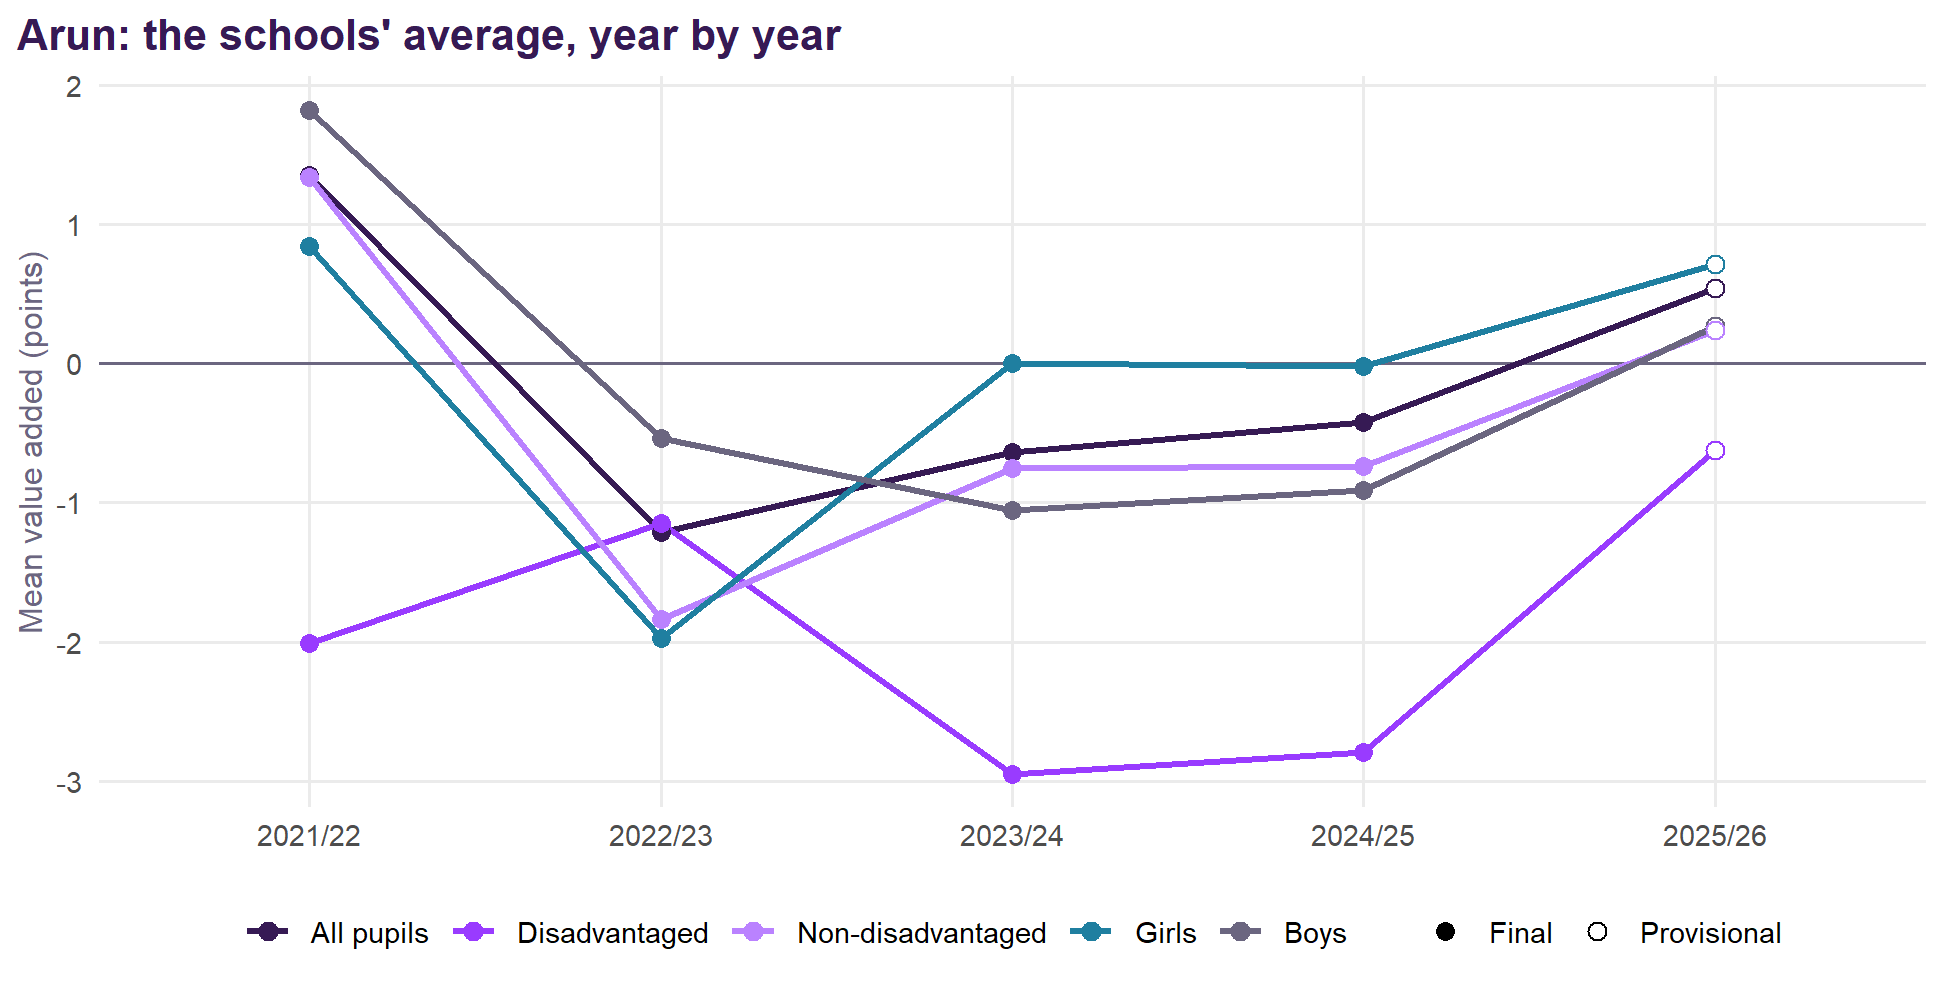 Arun: the schools' average, year by year
Mean value added (points)
2
1
0
-1
-2
-3
2021/22 2022/23 2023/24 2024/25 2025/26
All pupils Disadvantaged Non-disadvantaged Girls Boys Final Provisional